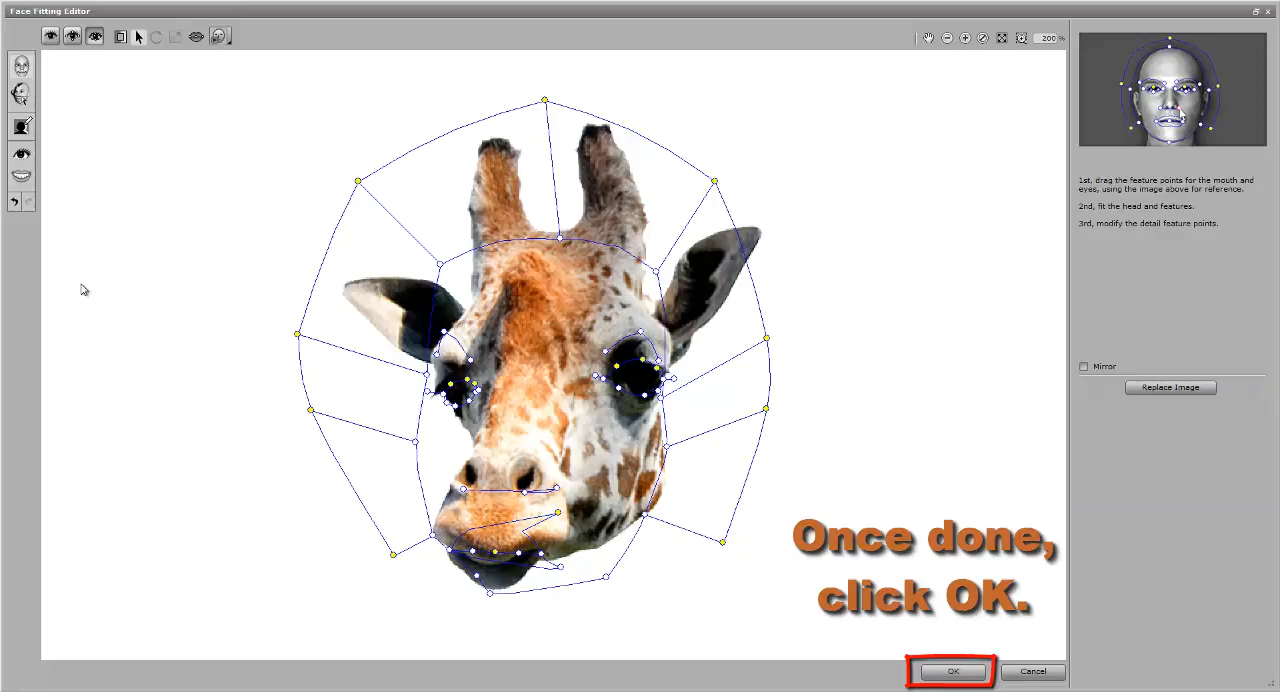 Face Fitting Editor
200 %
1st, drag the feature points for the mouth and
eyes, using the image above for reference.
2nd, fit the head and features.
3rd, modify the detail feature points.
Mirror
Replace Image
Once done,
click OK.
OK
Cancel